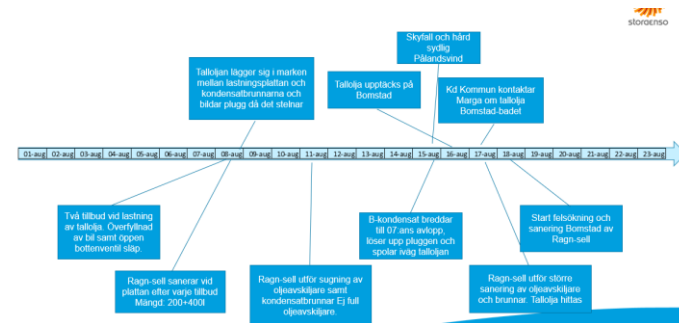 storaenso
Skyfall och hård
sydlig
Pålandsvind
Talloljan lägger sig i marken
mellan lastningsplattan och
kondensatbrunnarna och
bildar plugg då det stelnar
Tallolja upptäcks på
Bomstad
Kd Kommun kontaktar
Marga om tallolja
Bomstad-badet
01-aug 02-aug 03-aug 04-aug 05-aug 06-aug 07-aug 08-aug 09-aug 10-aug 11-aug 12-aug 13-aug 14-aug 15-aug 16-aug 17-aug 18-aug 19-aug 20-aug 21-aug 22-aug 23-aug
Två tillbud vid lastning
av tallolja. Överfyllnad
av bil samt öppen
bottenventil släp.
B-kondensat breddar
till 07:ans avlopp,
löser upp pluggen och
spolar iväg talloljan
Start felsökning och
sanering Bomstad av
Ragn-sell
Ragn-sell sanerar vid
plattan efter varje tillbud
Mängd: 200+400l
Ragn-sell utför sugning av
oljeavskiljare samt
kondensatbrunnar Ej full
oljeavskiljare.
Ragn-sell utför större
sanering av oljeavskiljare
och brunnar. Tallolja hittas